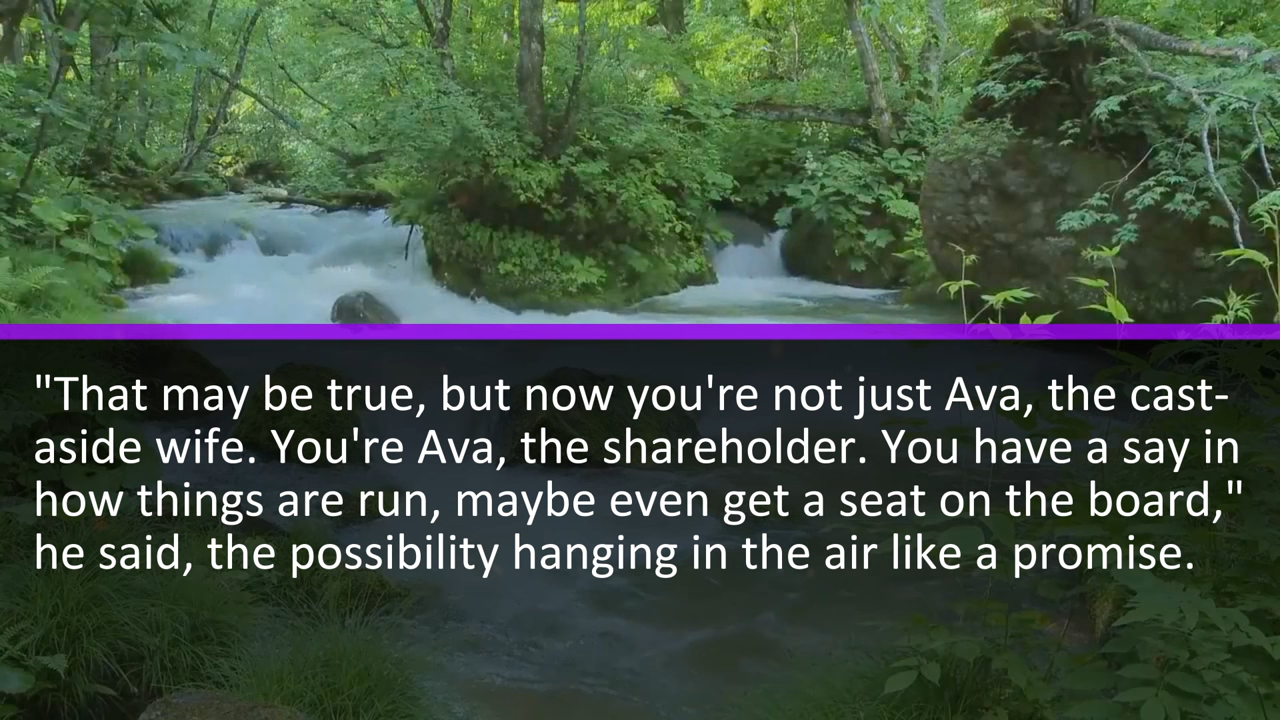 "That may be true, but now you're not just Ava, the cast-
aside wife. You're Ava, the shareholder. You have a say in
how things are run, maybe even get a seat on the board,"
he said, the possibility hanging in the air like a promise.